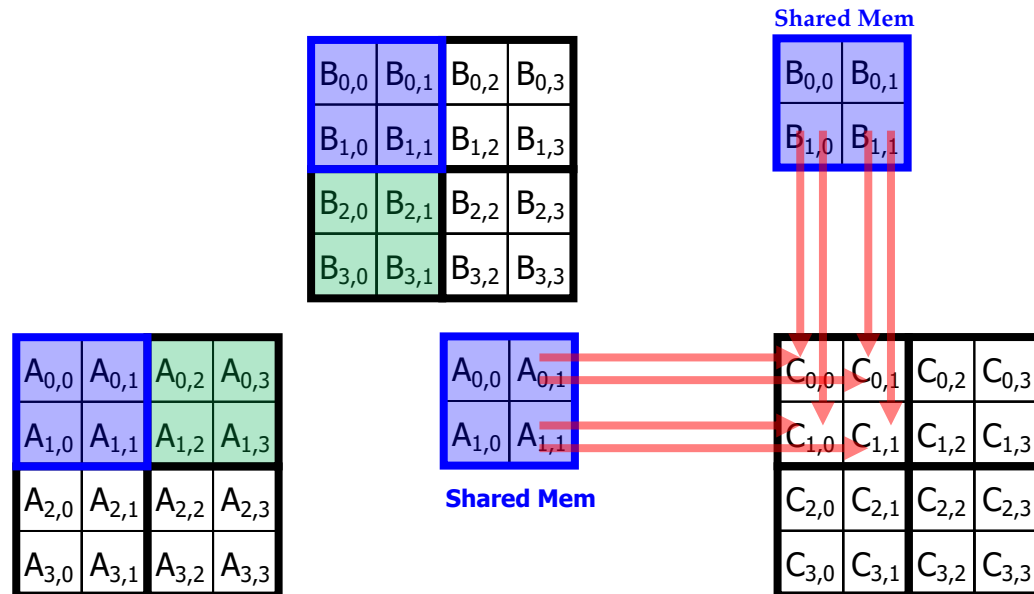 Shared Mem
B0,0 B0,1 B0,2 B0,3
B1,0 B1,1 B1,2 B1,3
B2,0 B2,1 B2,2 B2,3
B3,0 B3,1 B3,2 B3,3
B0,0 B0,1
B1,0 B1,1
A0,0 A0,1 A0,2 A0,3
A1,0 A1,1 A1,2 A1,3
A2,0 A2,1 A2,2 A2,3
A3,0 A3,1 A3,2 A3,3
A0,0 A0,1
A1,0 A1,1
Shared Mem
C0,0 C0,1 C0,2 C0,3
C1,0 C1,1 C1,2 C1,3
C2,0 C2,1 C2,2 C2,3
C3,0 C3,1 C3,2 C3,3